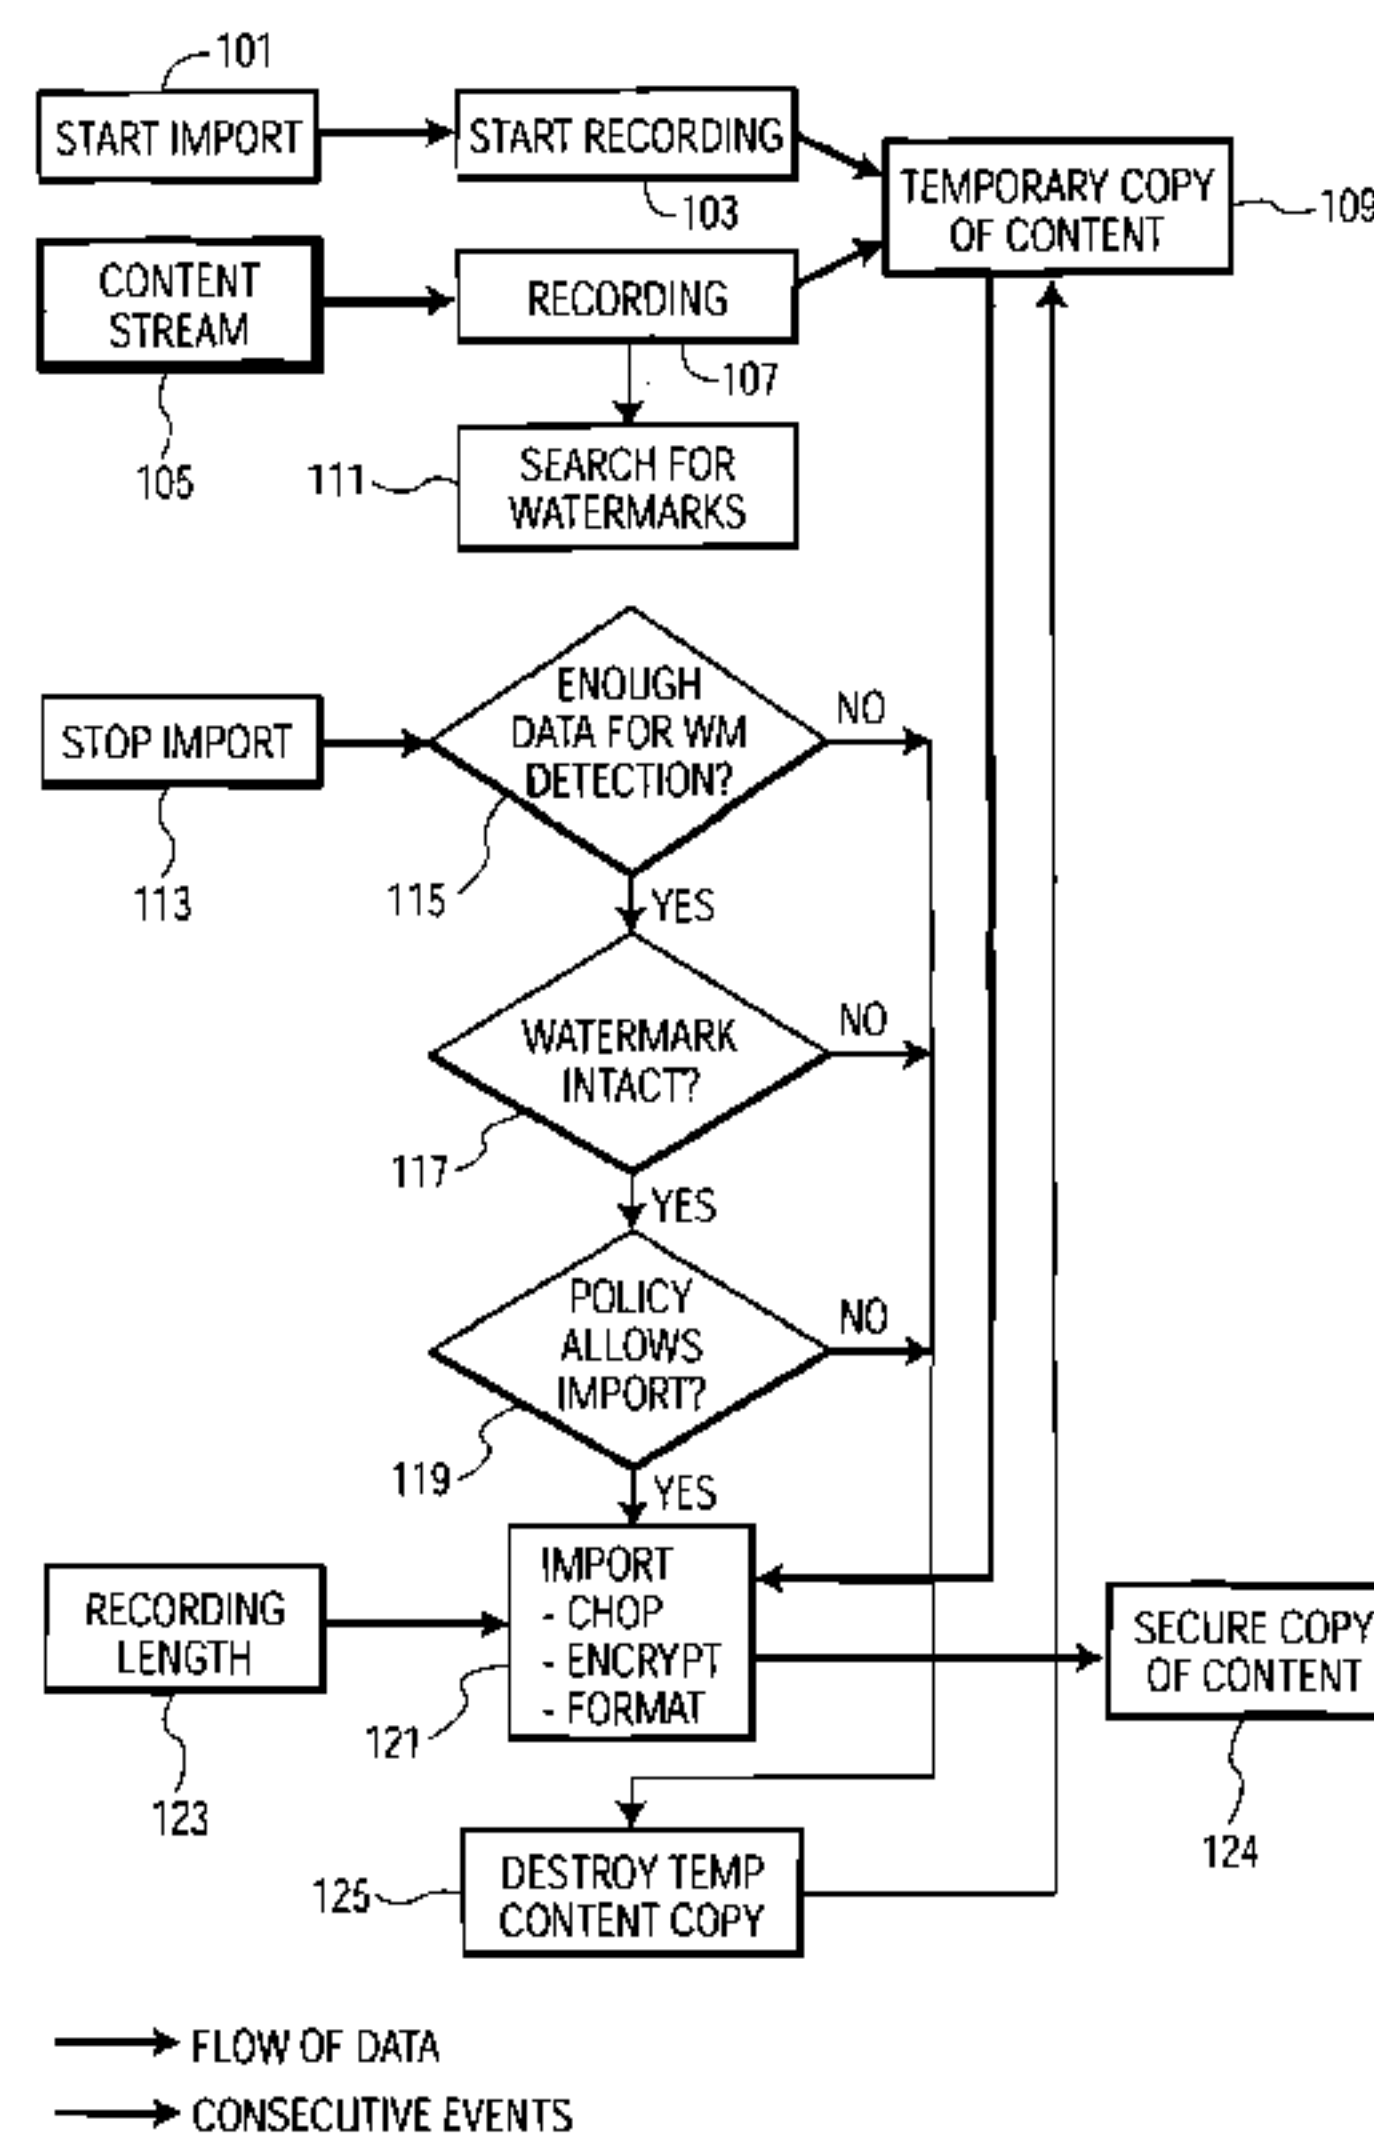 101
START IMPORT
START RECORDING
103
TEMPORARY COPY
OF CONTENT
109
CONTENT
STREAM
105
RECORDING
107
111
SEARCH FOR
WATERMARKS
STOP IMPORT
113
ENOUGH
DATA FOR WM
DETECTION?
115
NO
YES
WATERMARK
INTACT?
117
NO
YES
POLICY
ALLOWS
IMPORT?
119
NO
YES
RECORDING
LENGTH
123
IMPORT
- CHOP
- ENCRYPT
- FORMAT
121
SECURE COPY
OF CONTENT
124
125
DESTROY TEMP
CONTENT COPY
FLOW OF DATA
CONSECUTIVE EVENTS